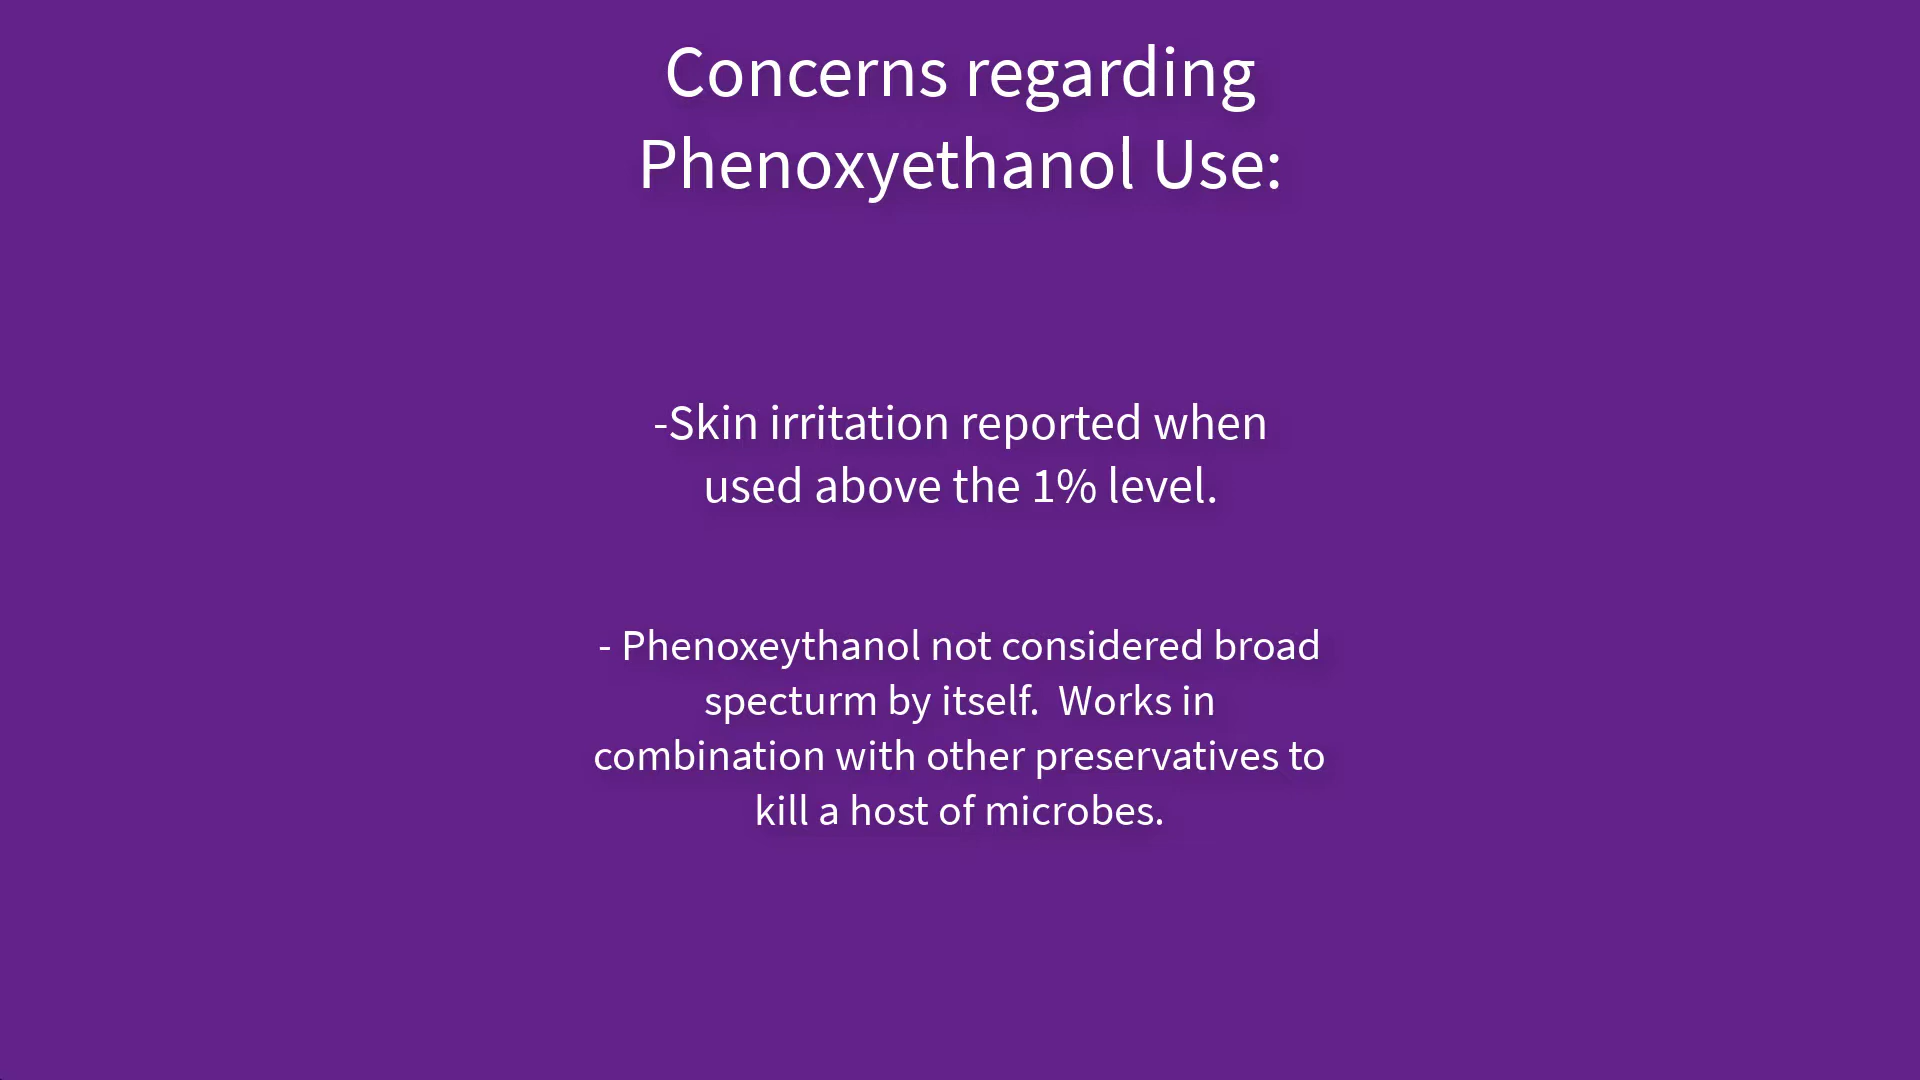 Concerns regarding
Phenoxyethanol Use:
-Skin irritation reported when
used above the 1% level.
- Phenoxeythanol not considered broad
specturm by itself.  Works in
combination with other preservatives to
kill a host of microbes.